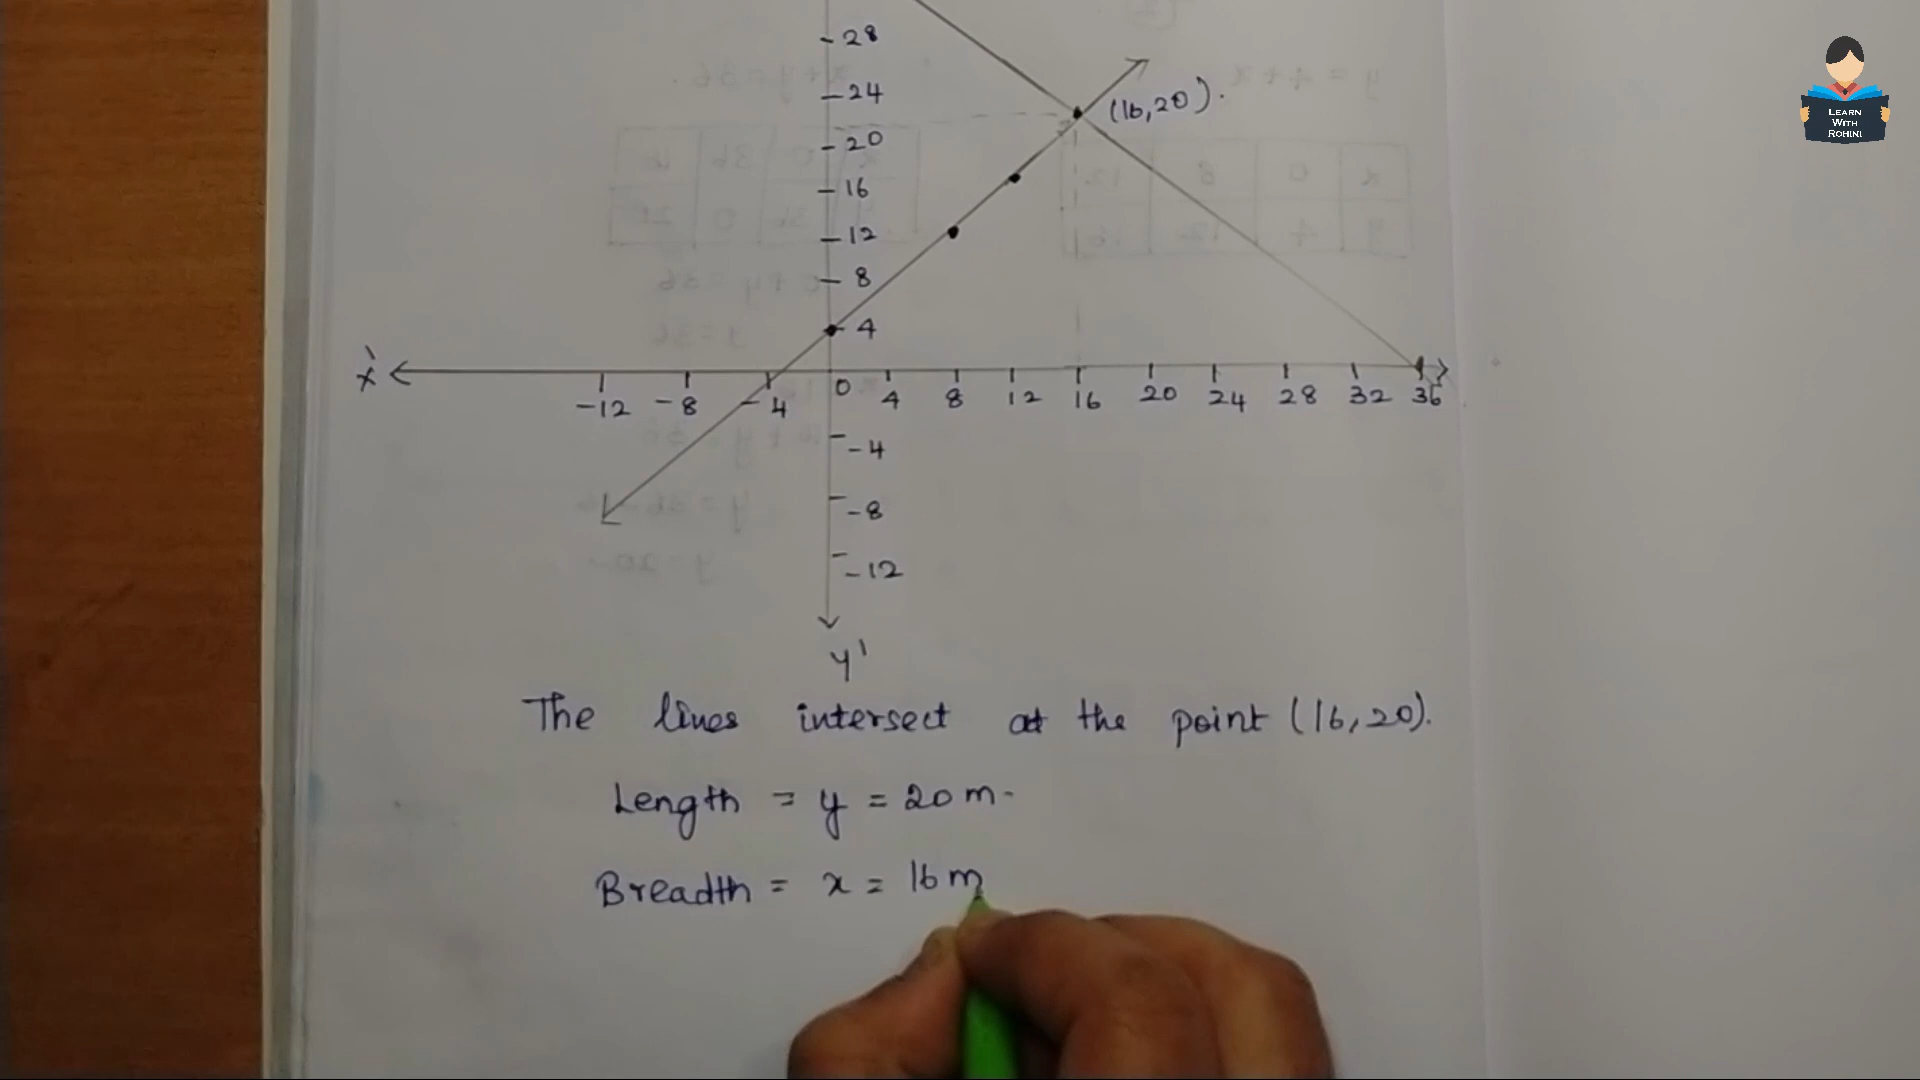 28
24
(16,20).
20
16
12
8
4
X'
-12 -8 -4 0 4 8 12 16 20 24 28 32 36
-4
-8
-12
y'
The lines intersect at the point (16,20).
Length = y = 20 m.
Breadth = x = 16 m
LEARN
WITH
ROHINI